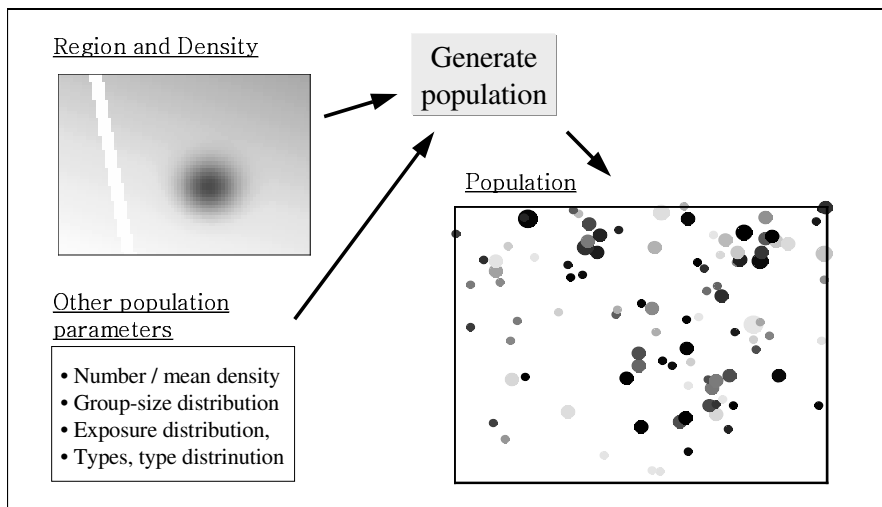 Region and Density
Generate
population
Population
Other population
parameters
• Number / mean density
• Group-size distribution
• Exposure distribution,
• Types, type distrinution